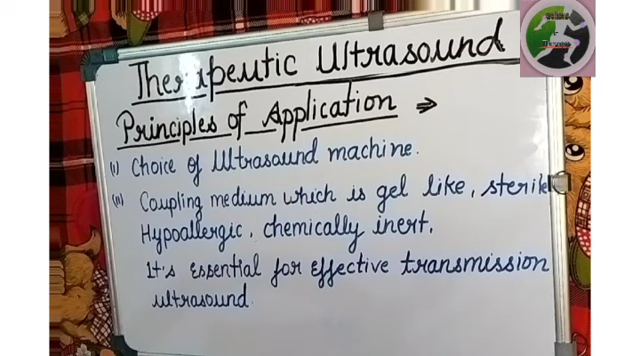 Therapeutic Ultrasound
Principles of Application ⇒
(i) Choice of Ultrasound machine.
(ii) Coupling medium which is gel like, sterile
Hypoallergic, chemically inert.
It's essential for effective transmission
ultrasound.